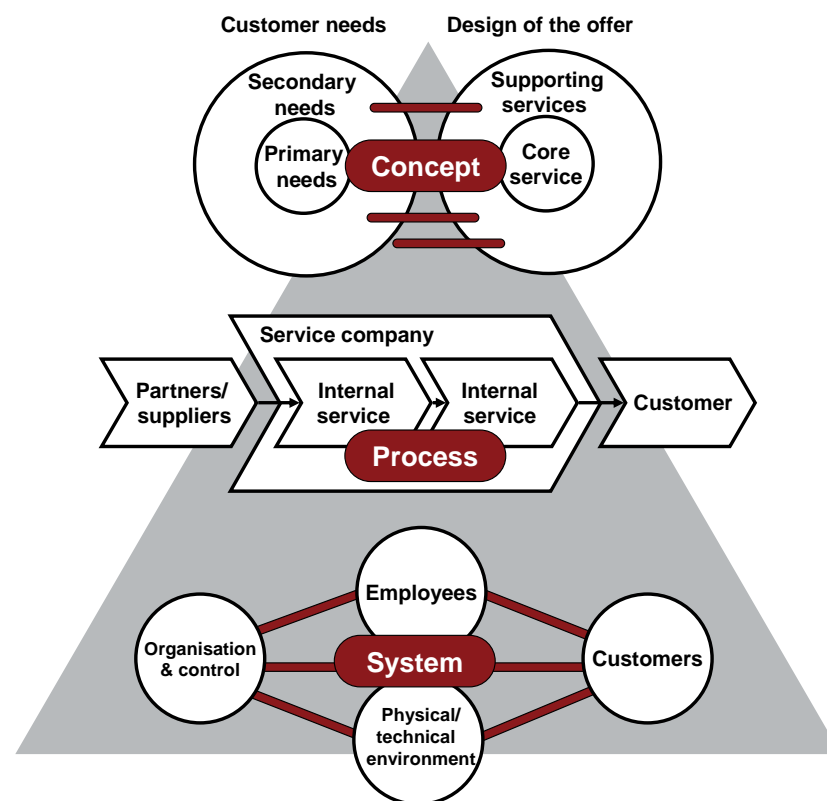 Customer needs
Design of the offer
Secondary
needs
Supporting
services
Primary
needs
Concept
Core
service
Service company
Partners/
suppliers
Internal
service
Internal
service
Customer
Process
Employees
Organisation
& control
System
Customers
Physical/
technical
environment